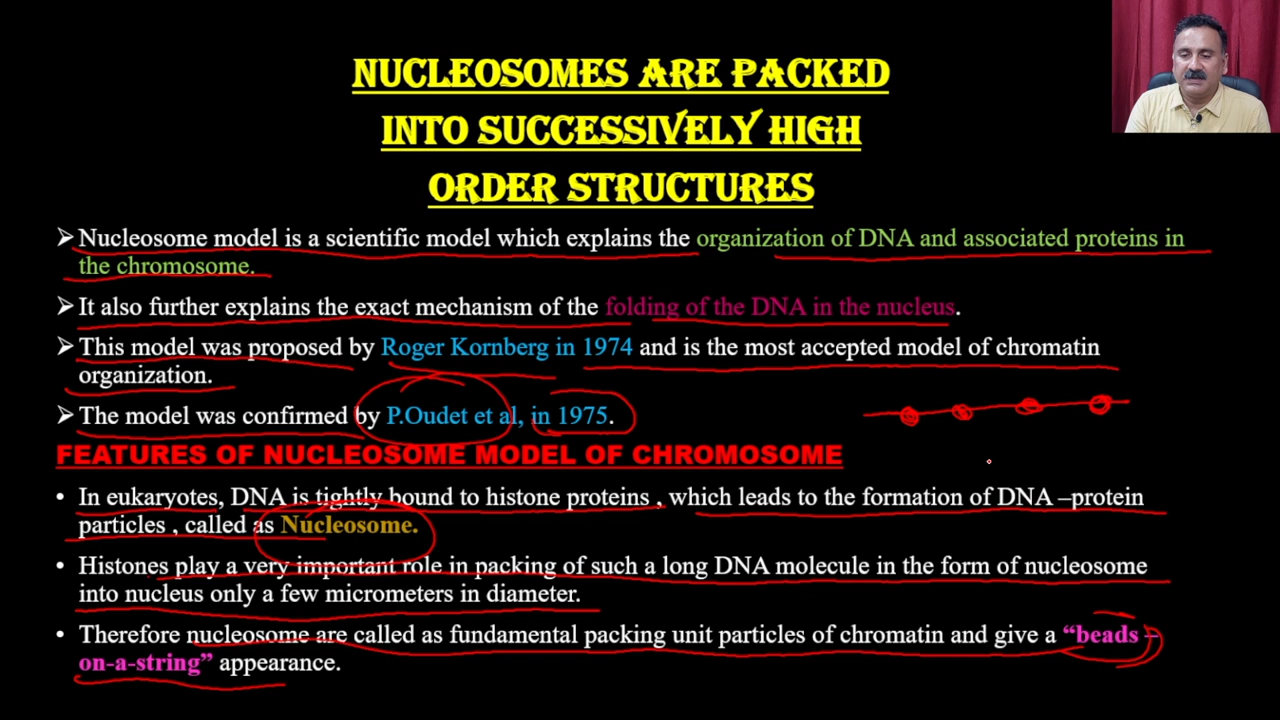 NUCLEOSOMES ARE PACKED
INTO SUCCESSIVELY HIGH
ORDER STRUCTURES
➤Nucleosome model is a scientific model which explains the organization of DNA and associated proteins in
the chromosome.
➤It also further explains the exact mechanism of the folding of the DNA in the nucleus.
➤This model was proposed by Roger Kornberg in 1974 and is the most accepted model of chromatin
organization.
➤The model was confirmed by P.Oudet et al, in 1975.
FEATURES OF NUCLEOSOME MODEL OF CHROMOSOME
• In eukaryotes, DNA is tightly bound to histone proteins , which leads to the formation of DNA –protein
particles , called as Nucleosome.
• Histones play a very important role in packing of such a long DNA molecule in the form of nucleosome
into nucleus only a few micrometers in diameter.
• Therefore nucleosome are called as fundamental packing unit particles of chromatin and give a “beads –
on-a-string” appearance.